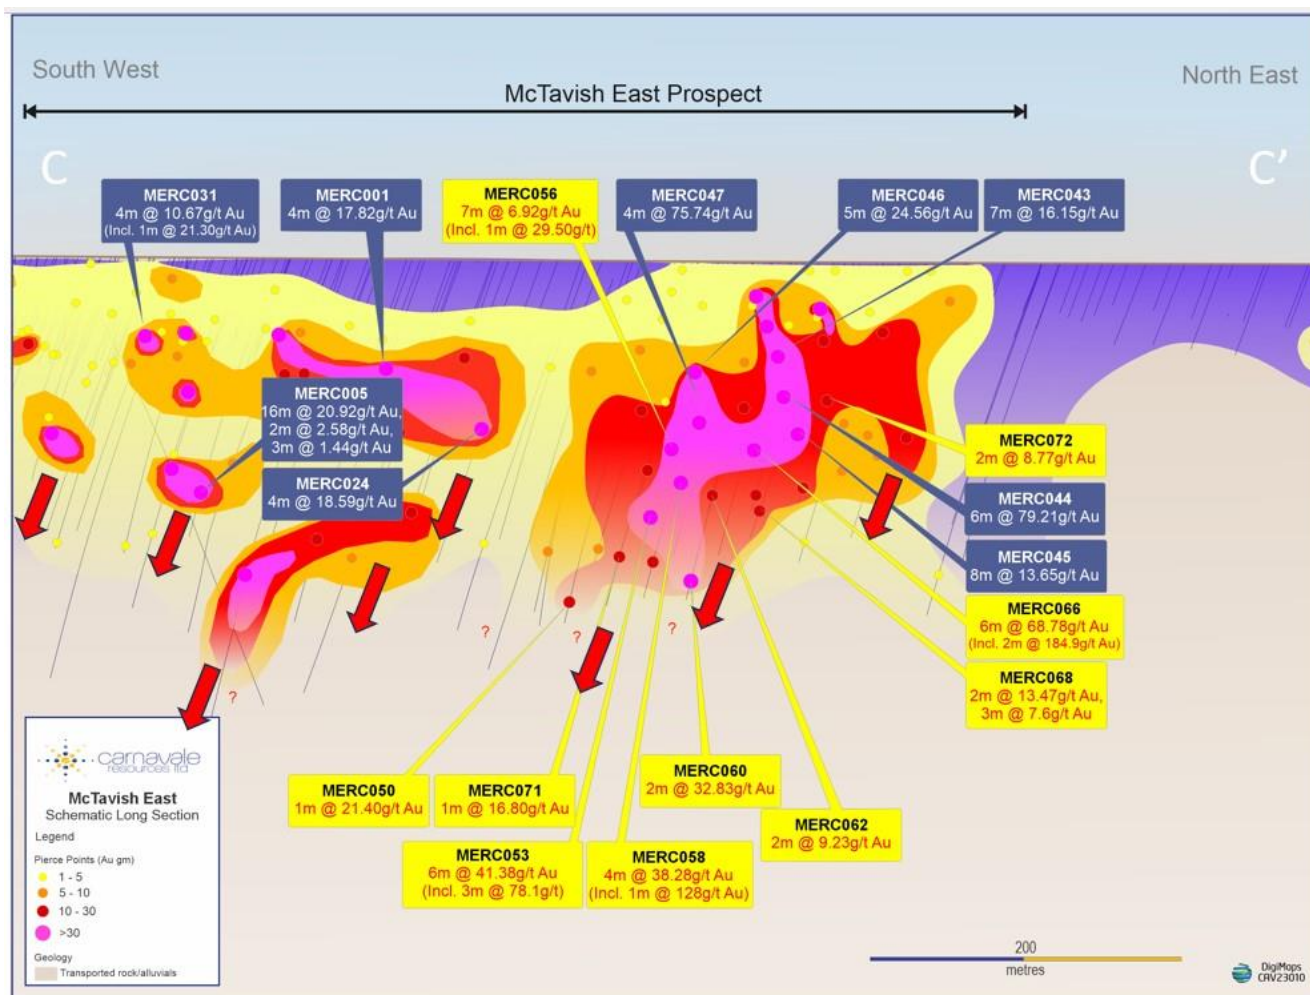 South West
North East
McTavish East Prospect
C
C’
MERC031
4m @ 10.67g/t Au
(Incl. 1m @ 21.30g/t Au)
MERC001
4m @ 17.82g/t Au
MERC056
7m @ 6.92g/t Au
(Incl. 1m @ 29.50g/t)
MERC047
4m @ 75.74g/t Au
MERC046
5m @ 24.56g/t Au
MERC043
7m @ 16.15g/t Au
MERC005
16m @ 20.92g/t Au,
2m @ 2.58g/t Au,
3m @ 1.44g/t Au
MERC024
4m @ 18.59g/t Au
MERC072
2m @ 8.77g/t Au
MERC044
6m @ 79.21g/t Au
MERC045
8m @ 13.65g/t Au
MERC066
6m @ 68.78g/t Au
(Incl. 2m @ 184.9g/t Au)
MERC068
2m @ 13.47g/t Au,
3m @ 7.6g/t Au
?
?
?
?
MERC050
1m @ 21.40g/t Au
MERC071
1m @ 16.80g/t Au
MERC060
2m @ 32.83g/t Au
MERC062
2m @ 9.23g/t Au
MERC053
6m @ 41.38g/t Au
(Incl. 3m @ 78.1g/t)
MERC058
4m @ 38.28g/t Au
(Incl. 1m @ 128g/t Au)
carnavale
resources ltd
McTavish East
Schematic Long Section
Legend
Pierce Points (Au gm)
1 - 5
5 - 10
10 - 30
>30
Geology
Transported rock/alluvials
200
metres
DigiMaps
CAV23010